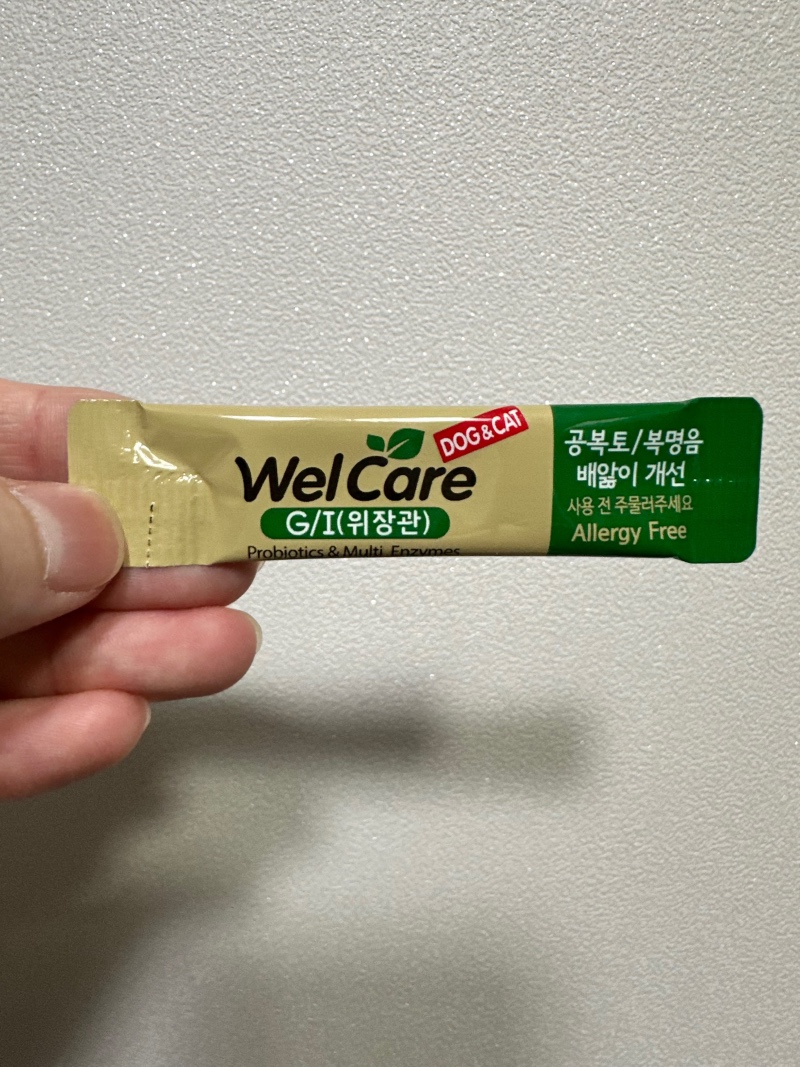 DOG & CAT
WelCare
G/I(위장관)
Probiotics & Multi Enzymes
공복토/복명음
배앓이 개선
사용 전 주물러주세요
Allergy Free